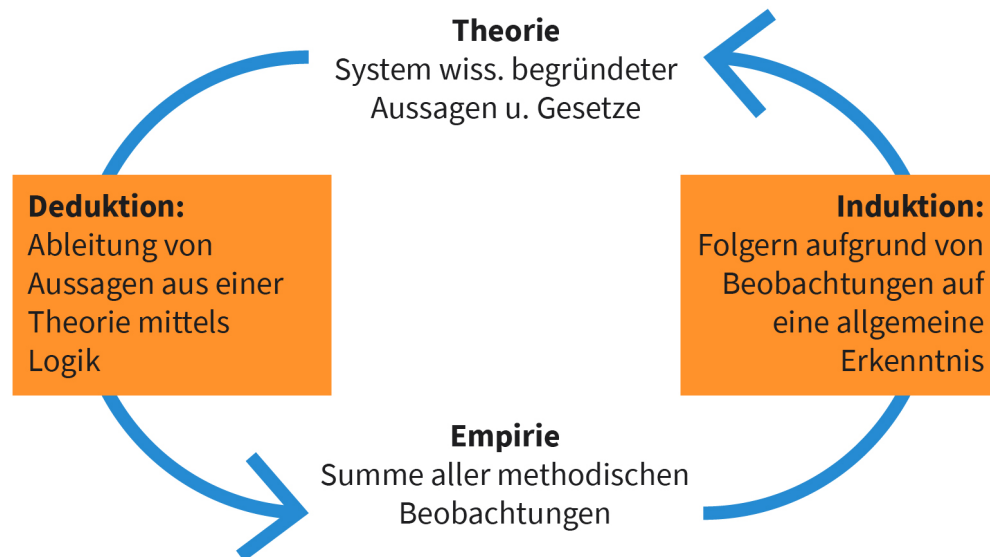 Theorie
System wiss. begründeter
Aussagen u. Gesetze
Deduktion:
Ableitung von
Aussagen aus einer
Theorie mittels
Logik
Induktion:
Folgern aufgrund von
Beobachtungen auf
eine allgemeine
Erkenntnis
Empirie
Summe aller methodischen
Beobachtungen